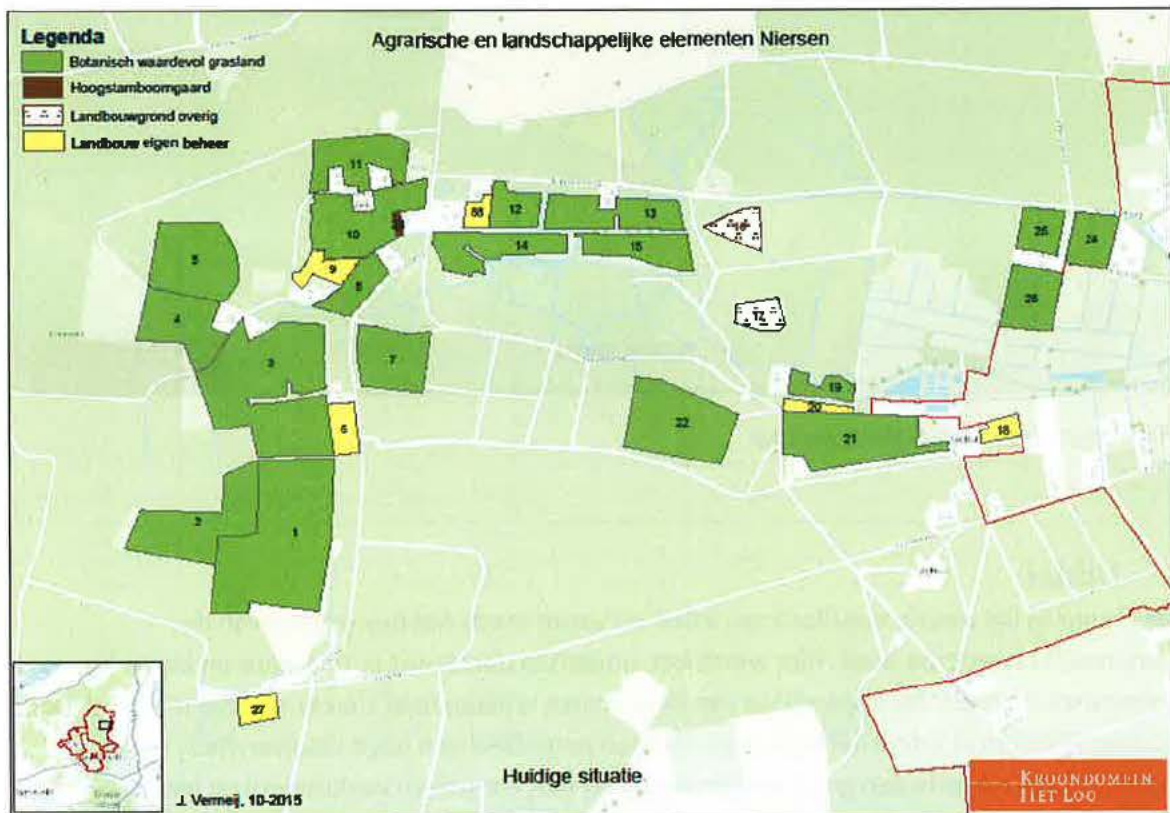 Legenda
Agrarische en landschappelijke elementen Niersen
Botanisch waardevol grasland
Hoogstamboomgaard
Landbouwgrond overig
Landbouw eigen beheer
11
88
12
13
16
10
14
15
25
24
5
9
8
26
4
17
3
7
19
20
6
22
21
18
2
1
27
Huidige situatie
J. Vermeij, 10-2015
KROONDOMEIN
HET LOO